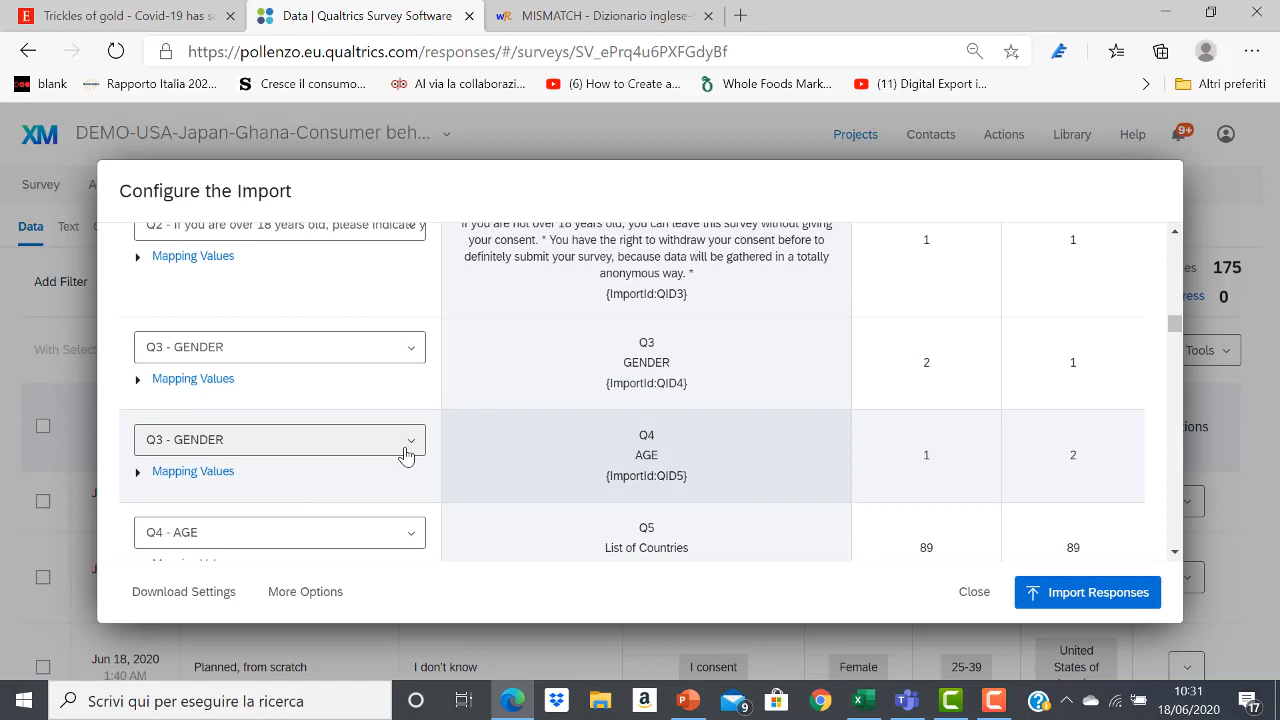 Trickles of gold - Covid-19 has s
Data | Qualtrics Survey Software
MISMATCH - Dizionario inglese-
https://pollenzo.eu.qualtrics.com/responses/#/surveys/SV_ePrq4u6PXFGdyBf
blank
Rapporto Italia 202...
Cresce il consumo...
Al via la collaborazi...
(6) How to Create a...
Whole Foods Mark...
(11) Digital Export i...
Altri preferiti
XM
DEMO-USA-Japan-Ghana-Consumer beh...
Projects
Contacts
Actions
Library
Help
9+
Survey
A
Configure the Import
Data
Text
Q2 - If you are over 18 years old, please indicate y
Mapping Values
If you are not over 18 years old, you can leave this survey without giving
your consent. * You have the right to withdraw your consent before to
definitely submit your survey, because data will be gathered in a totally
anonymous way. *
{ImportId:QID3}
1
1
Add Filter
es
175
ress
0
With Selec
Tools
Q3 - GENDER
Mapping Values
Q3
GENDER
{ImportId:QID4}
2
1
Q3 - GENDER
Mapping Values
Q4
AGE
{ImportId:QID5}
1
2
ions
Q4 - AGE
Q5
List of Countries
89
89
Download Settings
More Options
Close
Import Responses
Jun 18, 2020
1:40 AM
Planned, from scratch
I don't know
I consent
Female
25-39
United
States of
Scrivi qui per eseguire la ricerca
9
10:31
18/06/2020
17